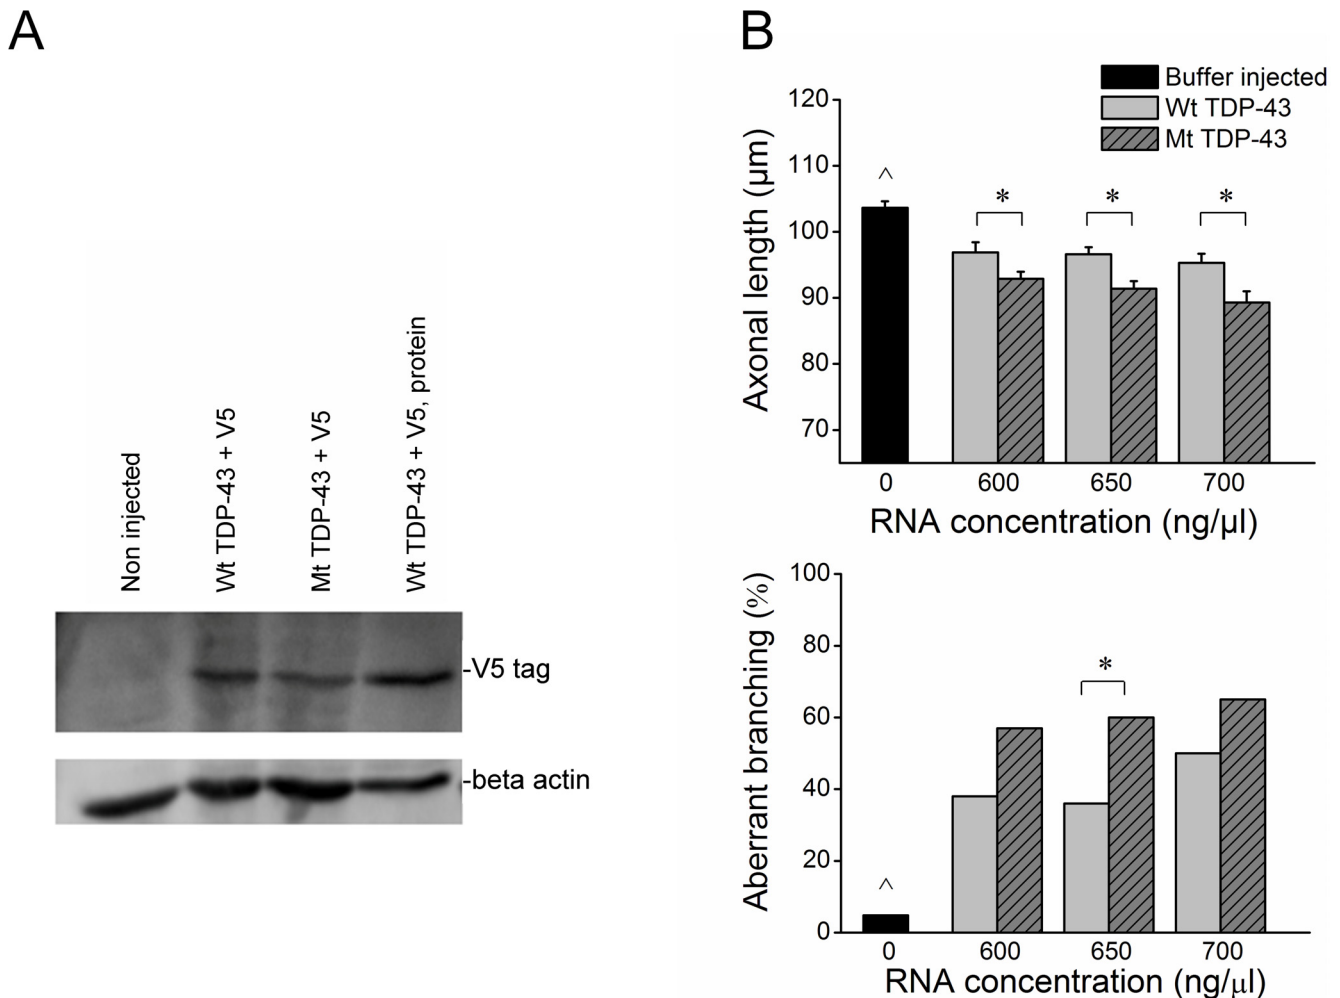 A
Non injected
Wt TDP-43 + V5
Mt TDP-43 + V5
Wt TDP-43 + V5, protein
-V5 tag
-beta actin
B
Buffer injected
Wt TDP-43
Mt TDP-43
Axonal length (µm)
120
110
100
90
80
70
^
*
*
*
0 600 650 700
RNA concentration (ng/µl)
Aberrant branching (%)
100
80
60
40
20
0
^
*
0 600 650 700
RNA concentration (ng/µl)